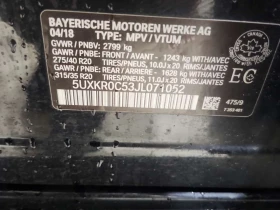 BAYERISCHE MOTOREN WERKE AG
04/18 TYPE: MPV / VTUM
GVWR / PNBV: 2799 kg
GAWR / PNBE: FRONT / AVANT - 1243 kg WITH/AVEC
275/40 R20 TIRES/PNEUS, 10.0J x 20 RIMS/JANTES
GAWR / PNBE: REAR / ARRIERE - 1628 kg WITH/AVEC
315/35 R20 TIRES/PNEUS, 11.0J x 20 RIMS/JANTES
5UXKR0C53JL071052
EC
475/9